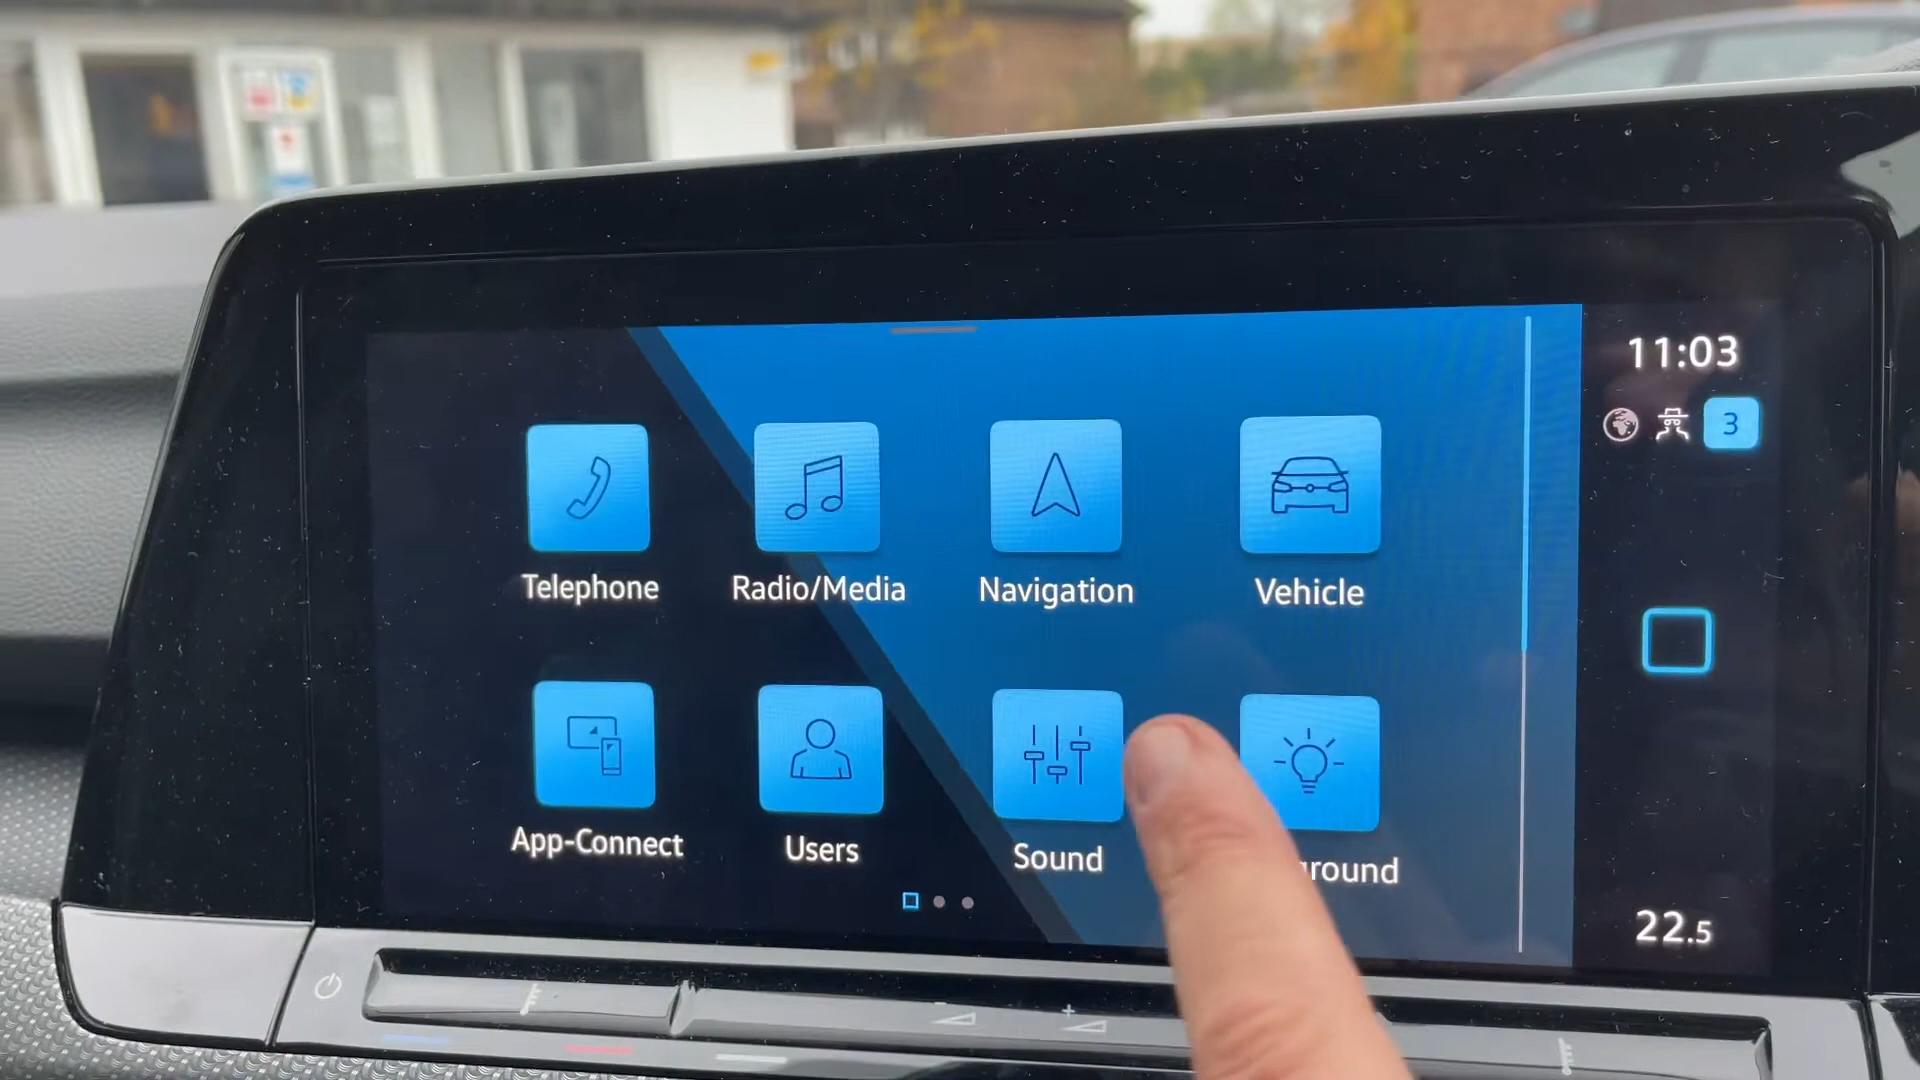 11:03
3
Telephone Radio/Media Navigation Vehicle
App-Connect Users Sound round
22.5